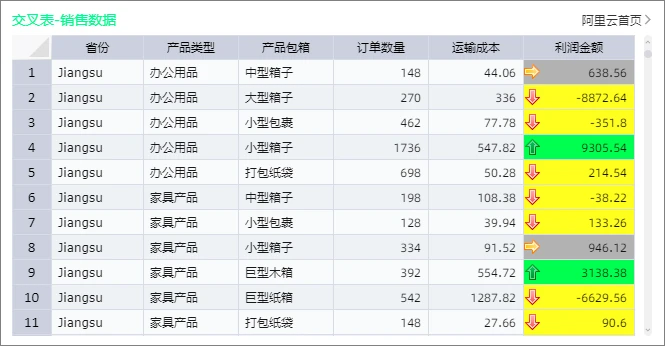 交叉表-销售数据 阿里云首页
省份 产品类型 产品包箱 订单数量 运输成本 利润金额
1 Jiangsu 办公用品 中型箱子 148 44.06 638.56
2 Jiangsu 办公用品 大型箱子 270 336 -8872.64
3 Jiangsu 办公用品 小型包裹 462 77.78 -351.8
4 Jiangsu 办公用品 小型箱子 1736 547.82 9305.54
5 Jiangsu 办公用品 打包纸袋 698 50.28 214.54
6 Jiangsu 家具产品 中型箱子 198 108.38 -38.22
7 Jiangsu 家具产品 小型包裹 128 39.94 133.26
8 Jiangsu 家具产品 小型箱子 334 91.52 946.12
9 Jiangsu 家具产品 巨型木箱 392 554.72 3138.38
10 Jiangsu 家具产品 巨型纸箱 542 1287.82 -6629.56
11 Jiangsu 家具产品 打包纸袋 148 27.66 90.6